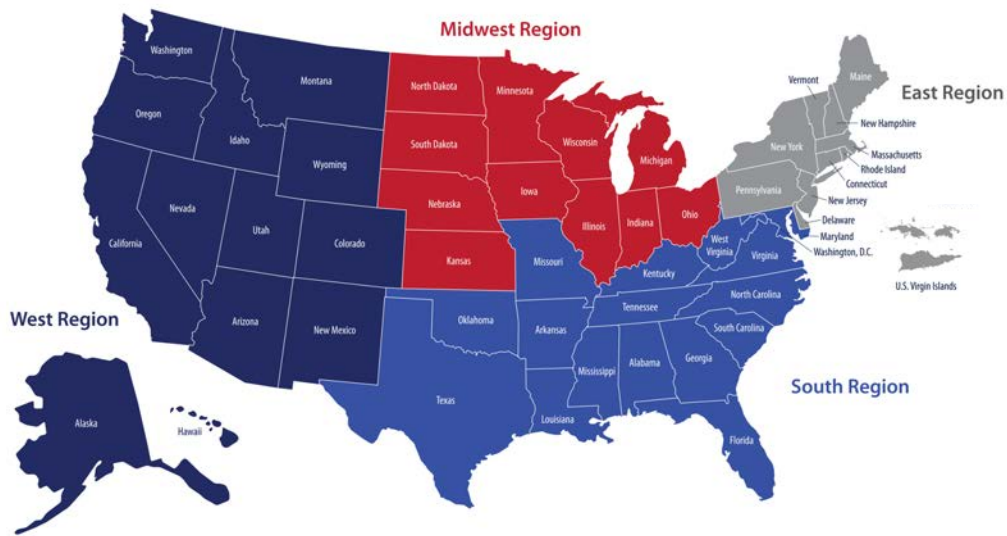 Midwest Region
Washington
Montana
North Dakota
Minnesota
Vermont
Maine
East Region
Oregon
Idaho
Wisconsin
New Hampshire
South Dakota
Michigan
New York
Massachusetts
Wyoming
Rhode Island
Connecticut
Iowa
Pennsylvania
New Jersey
Nevada
Nebraska
Illinois
Indiana
Ohio
Delaware
California
Utah
Colorado
West
Virginia
Maryland
Washington, D.C.
Kansas
Missouri
Virginia
Kentucky
U.S. Virgin Islands
West Region
Arizona
New Mexico
Oklahoma
Arkansas
Tennessee
North Carolina
South Carolina
Mississippi
Alabama
Georgia
South Region
Texas
Louisiana
Alaska
Hawaii
Florida